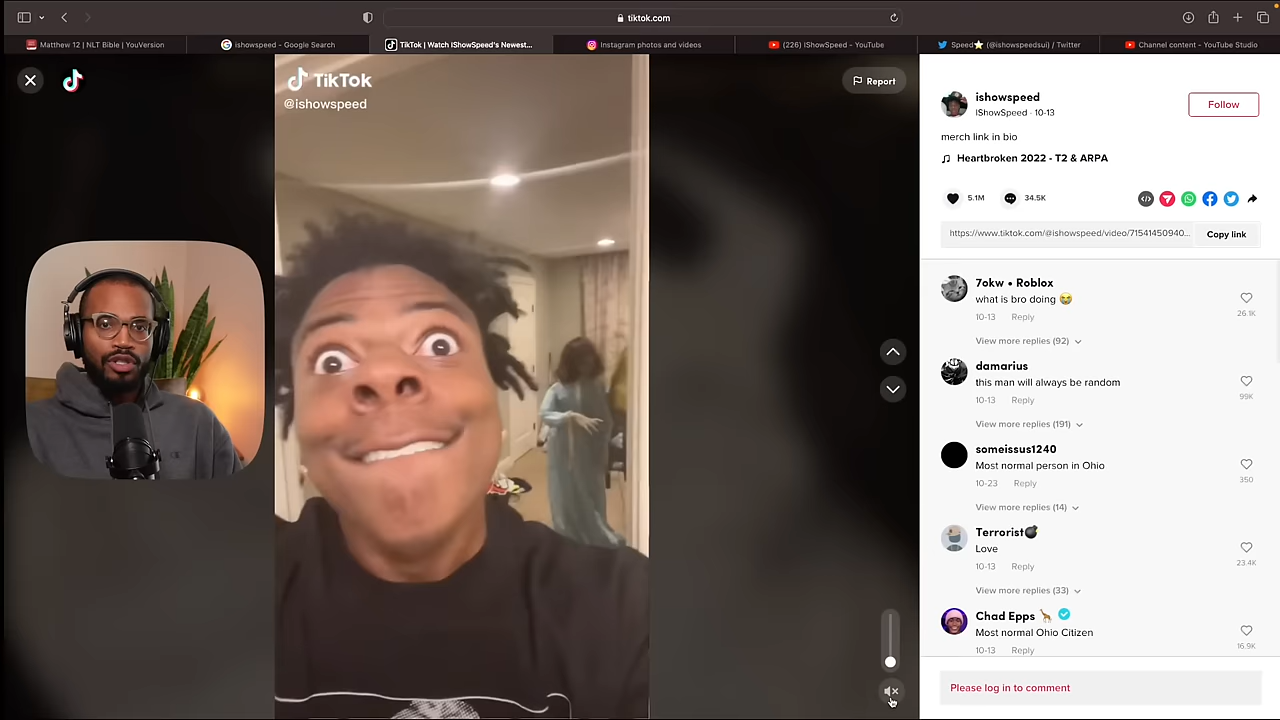 tiktok.com
Matthew 12 | NLT Bible | YouVersion
ishowspeed - Google Search
TikTok | Watch IShowSpeed's Newest...
Instagram photos and videos
(226) IShowSpeed - YouTube
Speed⭐ (@ishowspeedsui) / Twitter
Channel content - YouTube Studio
TikTok
@ishowspeed
Report
ishowspeed
IShowSpeed · 10-13
Follow
merch link in bio
Heartbroken 2022 - T2 & ARPA
5.1M
34.5K
https://www.tiktok.com/@ishowspeed/video/71541450940...
Copy link
7okw • Roblox
what is bro doing 😭
10-13 Reply
26.1K
View more replies (92)
damarius
this man will always be random
10-13 Reply
99K
View more replies (191)
someissus1240
Most normal person in Ohio
10-23 Reply
350
View more replies (14)
Terrorist💣
Love
10-13 Reply
23.4K
View more replies (33)
Chad Epps 🦒
Most normal Ohio Citizen
10-13 Reply
16.9K
Please log in to comment